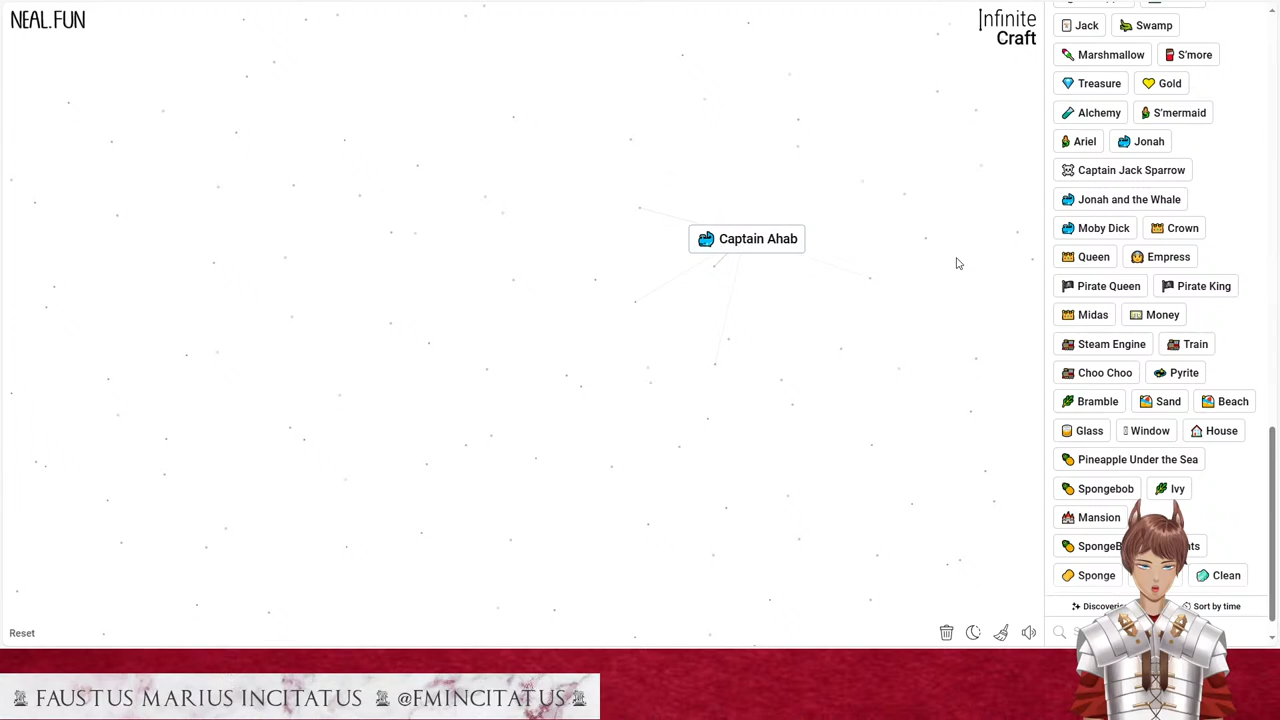 NEAL.FUN
Infinite
Craft
Captain Ahab
Jack Swamp
Marshmallow S'more
Treasure Gold
Alchemy S'mermaid
Ariel Jonah
Captain Jack Sparrow
Jonah and the Whale
Moby Dick Crown
Queen Empress
Pirate Queen Pirate King
Midas Money
Steam Engine Train
Choo Choo Pyrite
Bramble Sand Beach
Glass Window House
Pineapple Under the Sea
Spongebob Ivy
Mansion
Sponge Clean
Sort by time
Reset
FAUSTUS MARIUS INCITATUS @FMINCITATUS